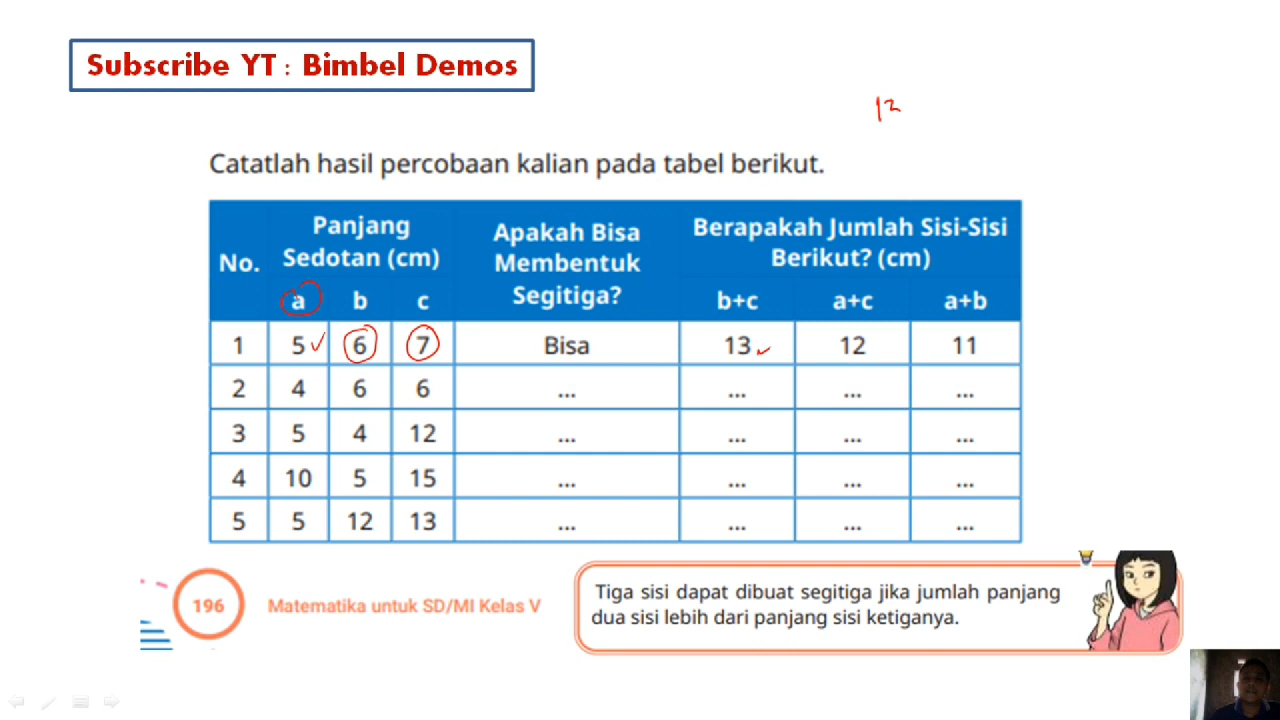 Subscribe YT : Bimbel Demos
12
Catatlah hasil percobaan kalian pada tabel berikut.
No. Panjang Sedotan (cm) Apakah Bisa Membentuk Segitiga? Berapakah Jumlah Sisi-Sisi Berikut? (cm)
a b c b+c a+c a+b
1 5 6 7 Bisa 13 12 11
2 4 6 6 ... ... ... ...
3 5 4 12 ... ... ... ...
4 10 5 15 ... ... ... ...
5 5 12 13 ... ... ... ...
196 Matematika untuk SD/MI Kelas V
Tiga sisi dapat dibuat segitiga jika jumlah panjang
dua sisi lebih dari panjang sisi ketiganya.